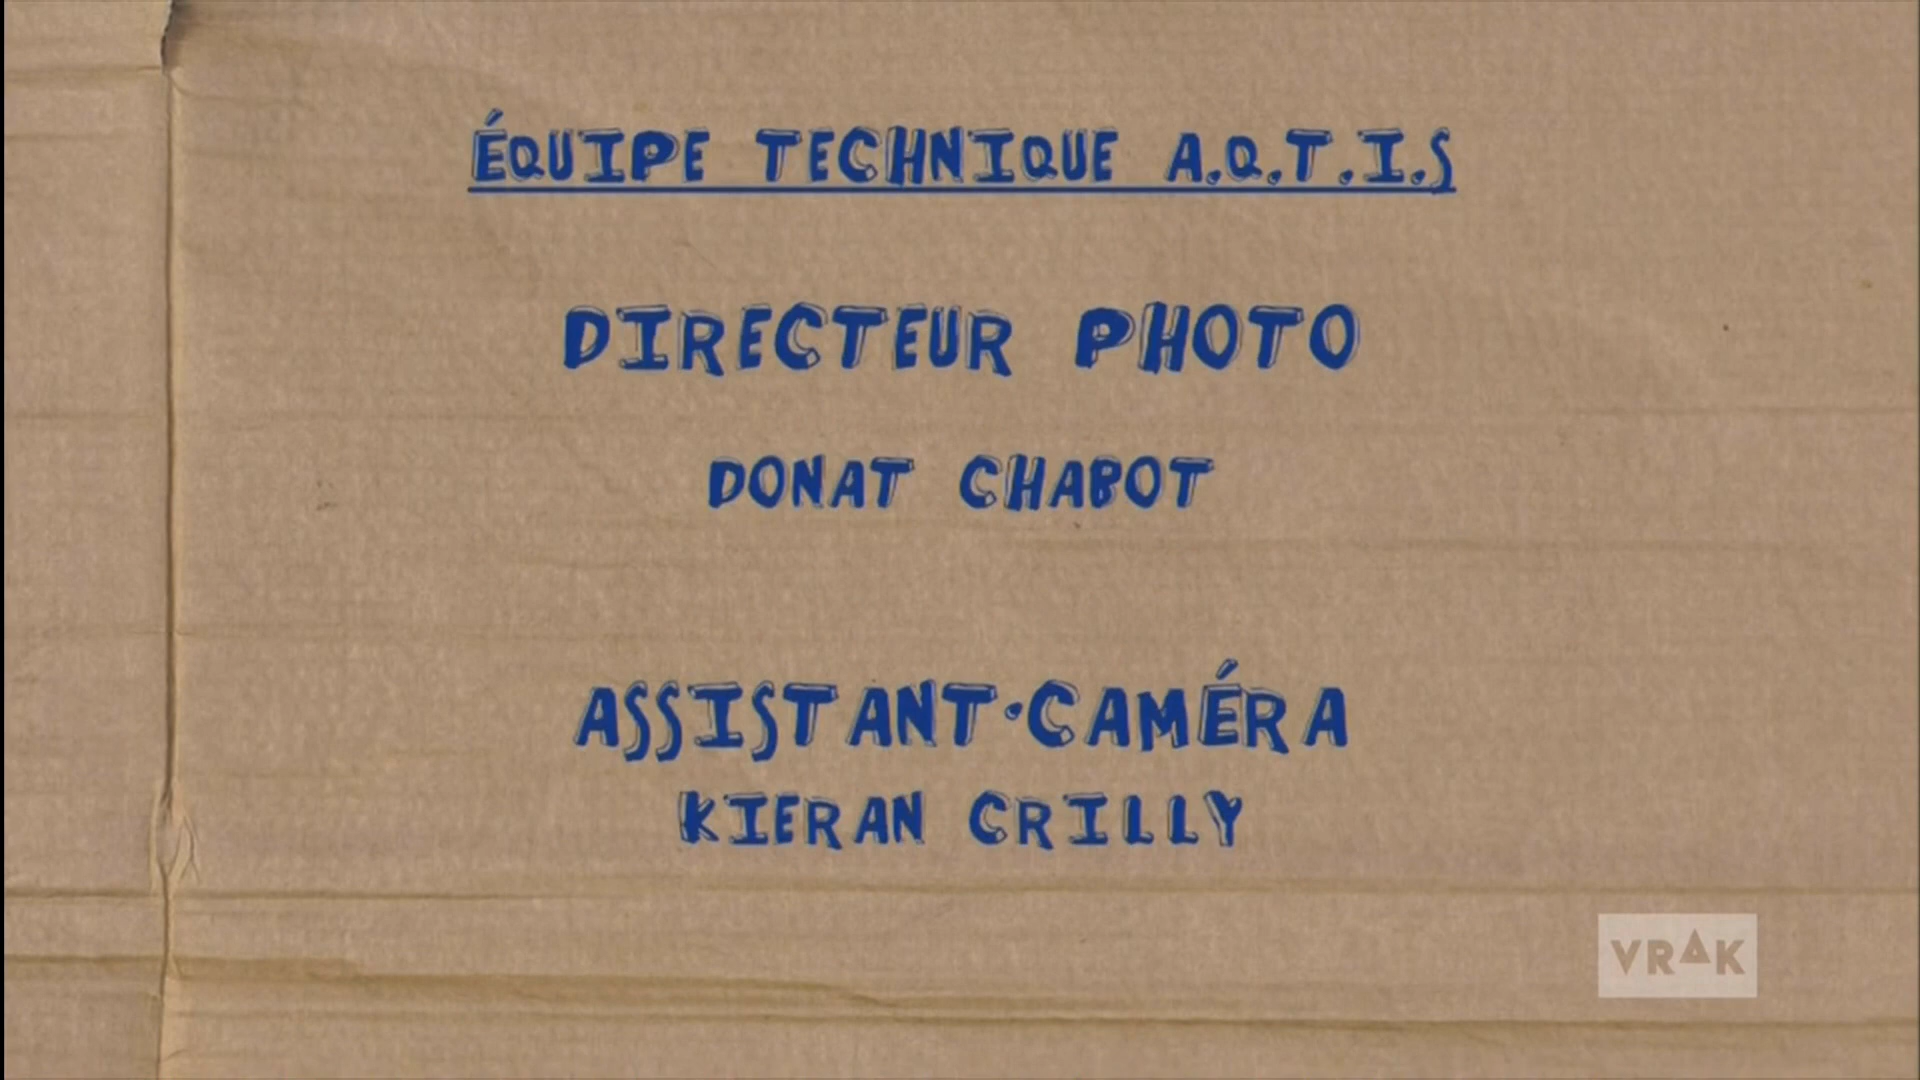 ÉQUIPE TECHNIQUE A.Q.T.I.S
DIRECTEUR PHOTO
DONAT CHABOT
ASSISTANT-CAMÉRA
KIERAN CRILLY
VRAK